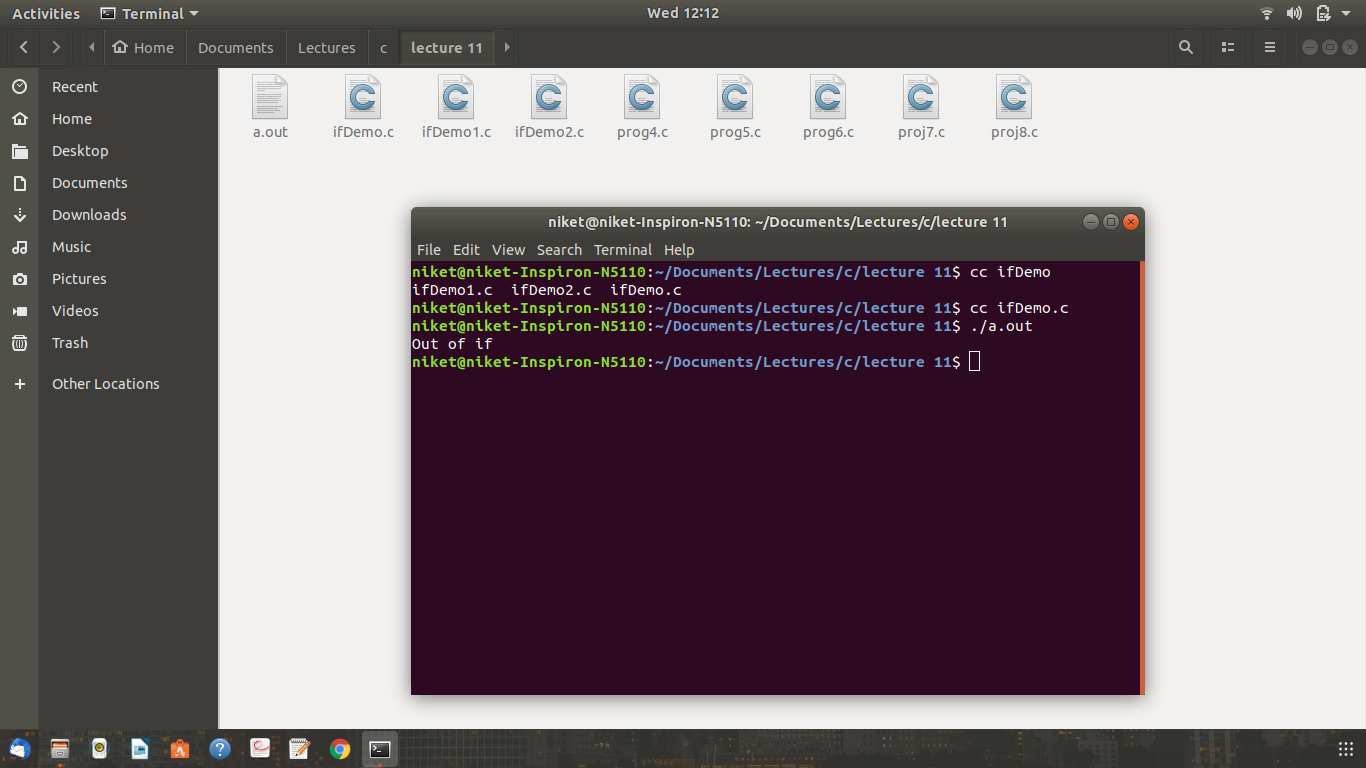 Activities Terminal Wed 12:12
Home Documents Lectures c lecture 11
Recent
Home
Desktop
Documents
Downloads
Music
Pictures
Videos
Trash
Other Locations
a.out ifDemo.c ifDemo1.c ifDemo2.c prog4.c prog5.c prog6.c proj7.c proj8.c
niket@niket-Inspiron-N5110: ~/Documents/Lectures/c/lecture 11
File Edit View Search Terminal Help
niket@niket-Inspiron-N5110:~/Documents/Lectures/c/lecture 11$ cc ifDemo
ifDemo1.c ifDemo2.c ifDemo.c
niket@niket-Inspiron-N5110:~/Documents/Lectures/c/lecture 11$ cc ifDemo.c
niket@niket-Inspiron-N5110:~/Documents/Lectures/c/lecture 11$ ./a.out
Out of if
niket@niket-Inspiron-N5110:~/Documents/Lectures/c/lecture 11$